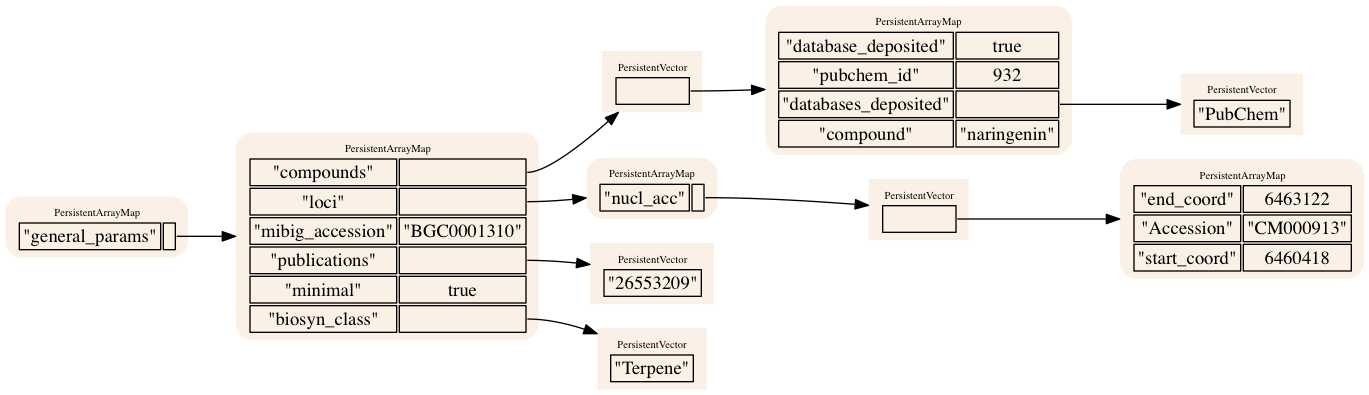 PersistentArrayMap
"general_params"
PersistentArrayMap
"compounds"
"loci"
"mibig_accession" "BGC0001310"
"publications"
"minimal" true
"biosyn_class"
PersistentVector
PersistentArrayMap
"database_deposited" true
"pubchem_id" 932
"databases_deposited"
"compound" "naringenin"
PersistentVector
"PubChem"
PersistentArrayMap
"nucl_acc"
PersistentVector
PersistentArrayMap
"end_coord" 6463122
"Accession" "CM000913"
"start_coord" 6460418
PersistentVector
"26553209"
PersistentVector
"Terpene"